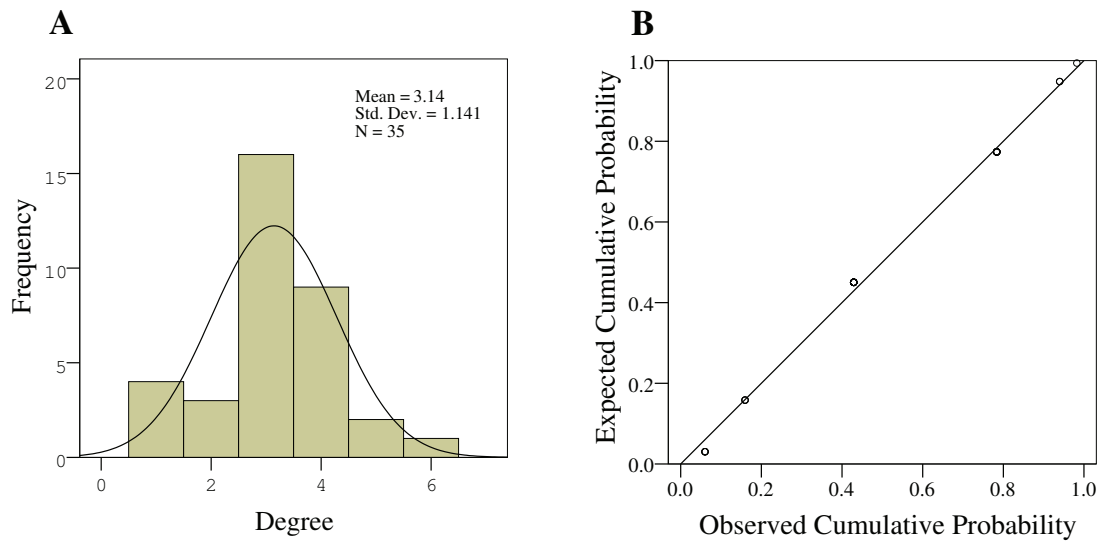 A
Mean = 3.14
Std. Dev. = 1.141
N = 35
Frequency
20
15
10
5
0
0 2 4 6
Degree
B
Expected Cumulative Probability
1.0
0.8
0.6
0.4
0.2
0.0
0.0 0.2 0.4 0.6 0.8 1.0
Observed Cumulative Probability